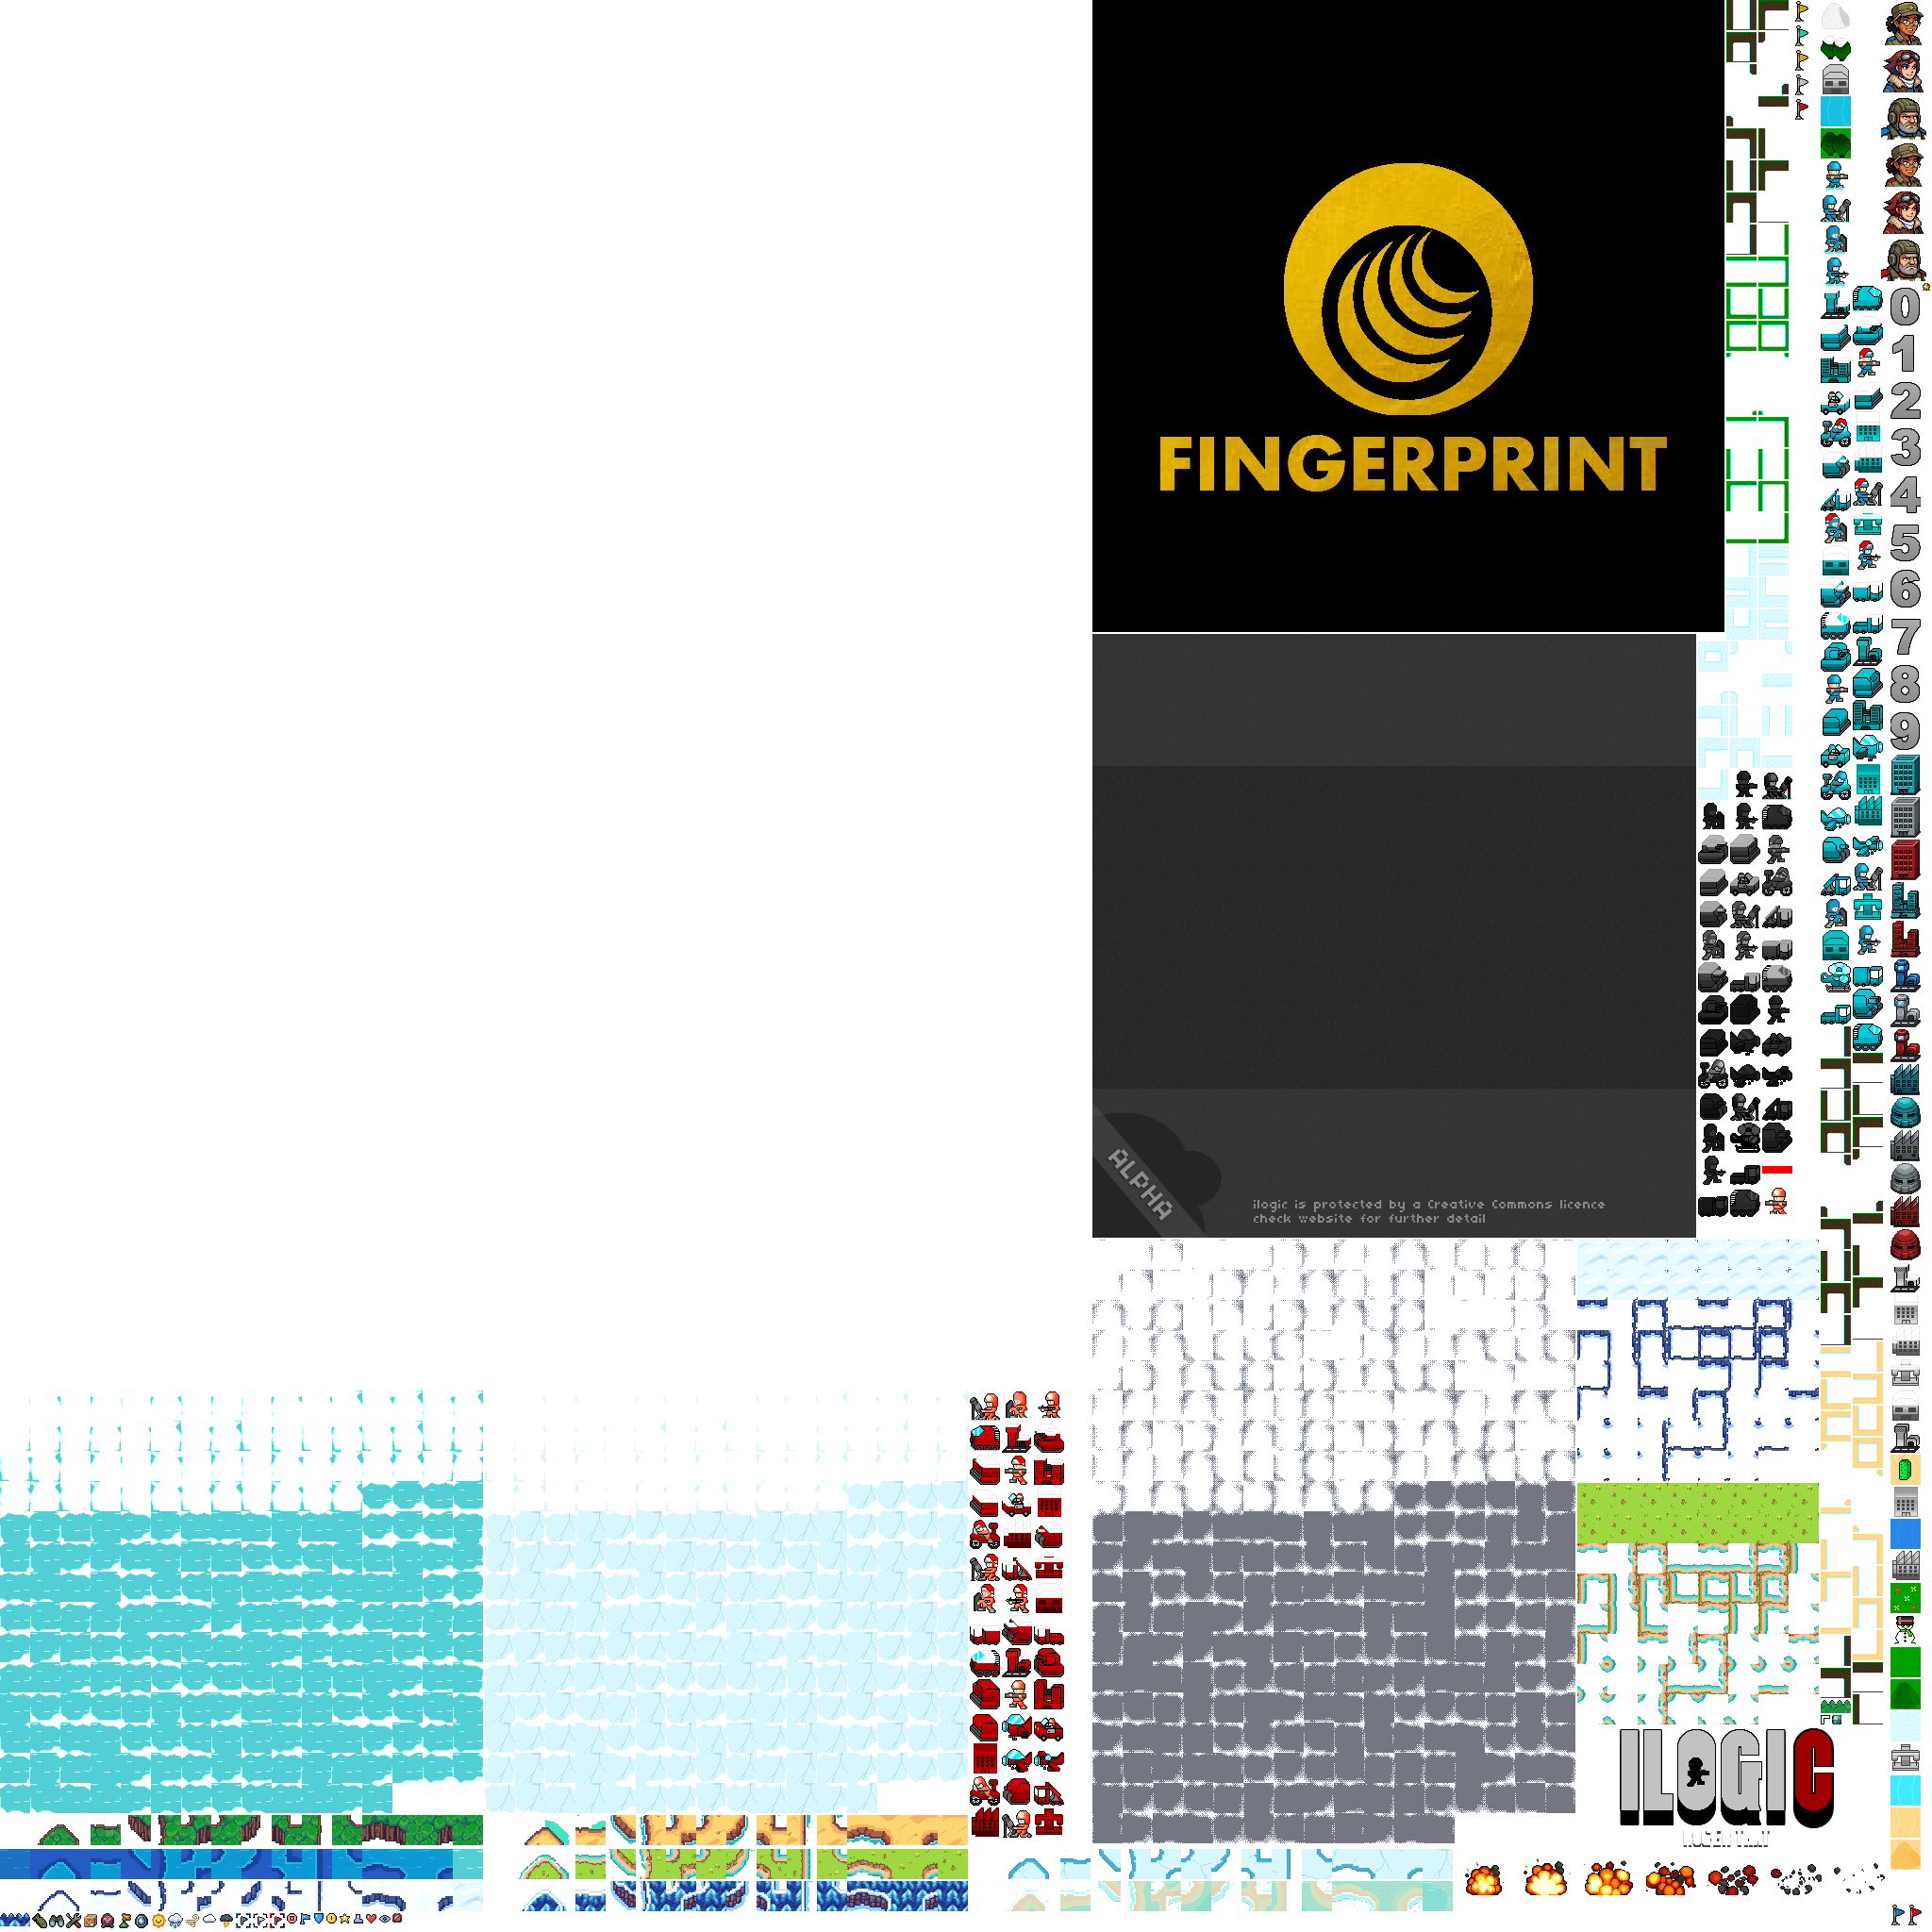 FINGERPRINT
0
1
2
3
4
5
6
7
8
9
ALPHA
ilogic is protected by a Creative Commons licence
check website for further detail
ILOGIC